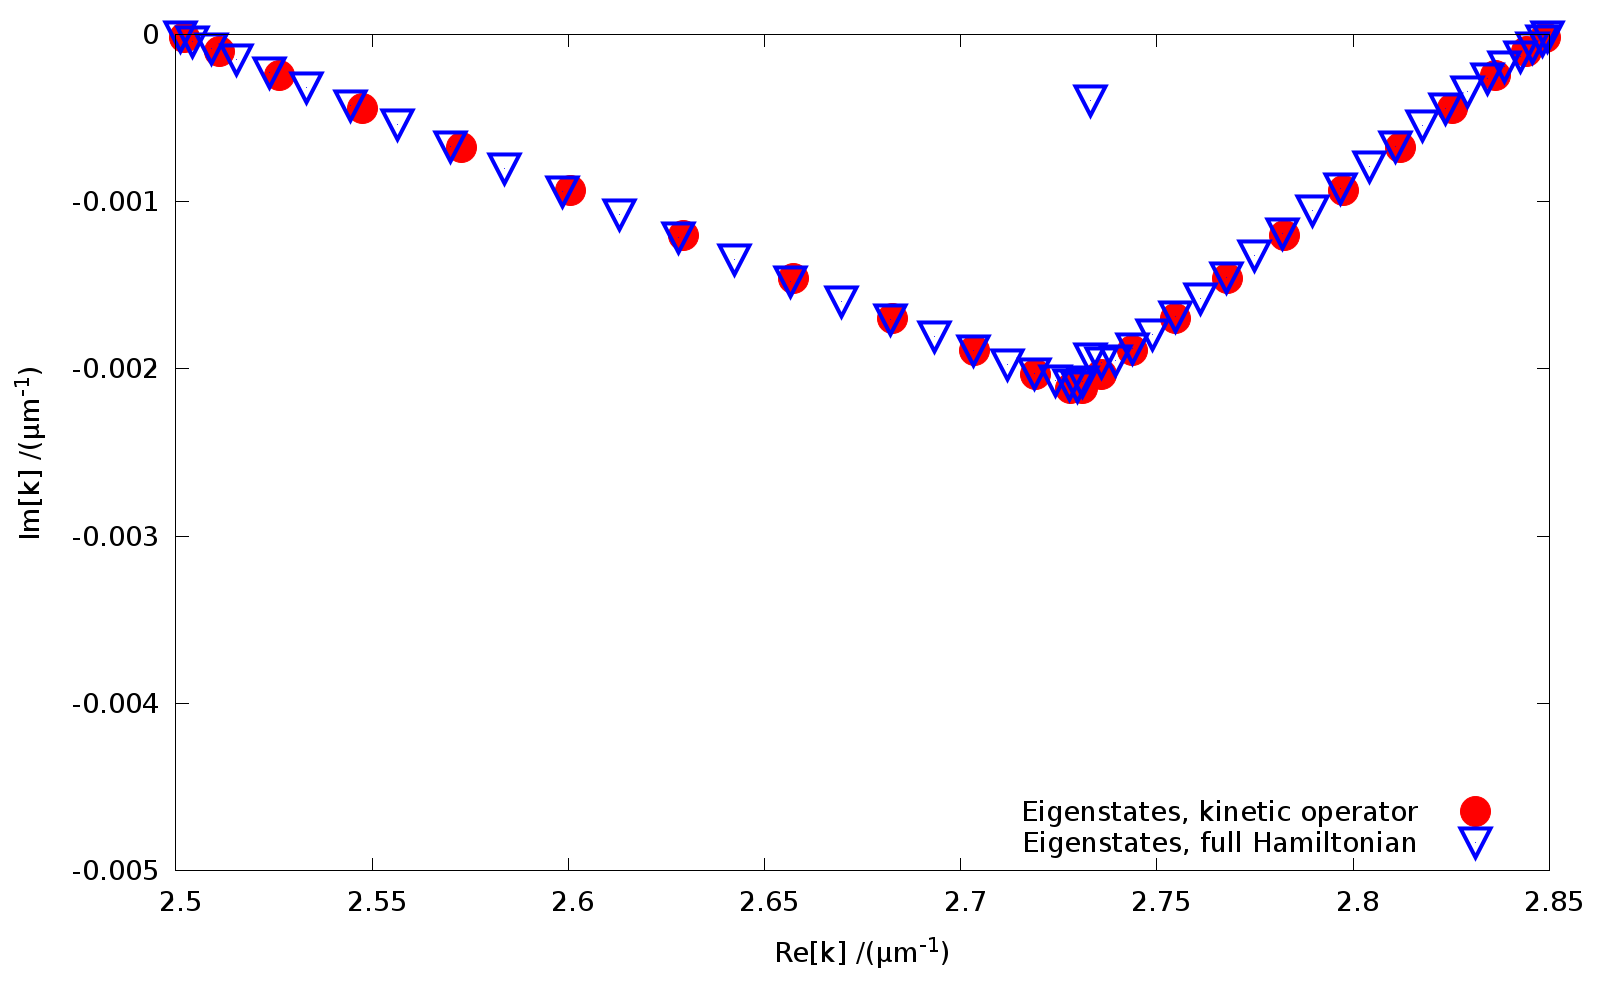 0
-0.001
-0.002
-0.003
-0.004
-0.005
2.5 2.55 2.6 2.65 2.7 2.75 2.8 2.85
Im[k] /(µm⁻¹)
Re[k] /(µm⁻¹)
Eigenstates, kinetic operator
Eigenstates, full Hamiltonian